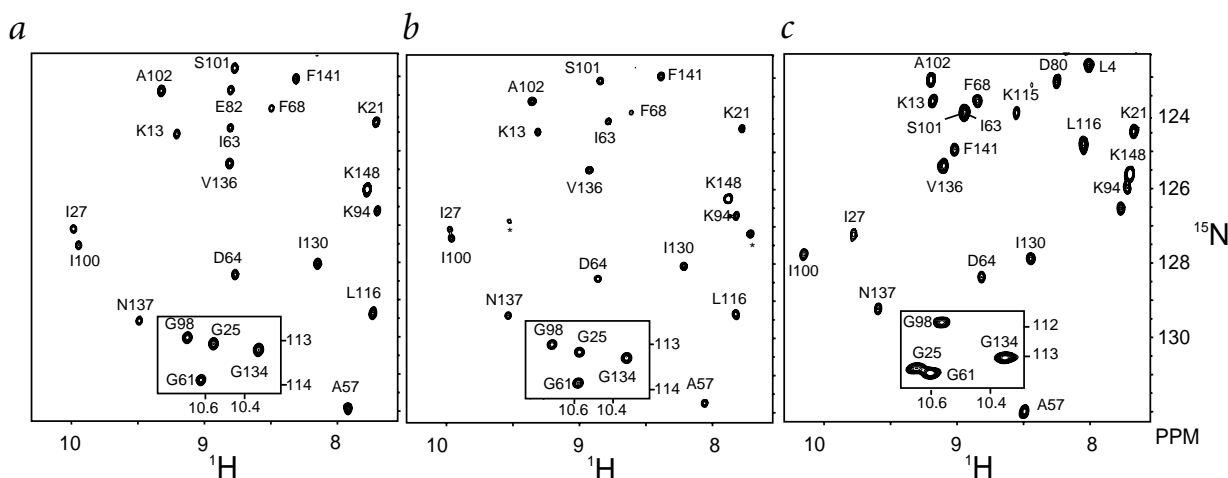 a
S101
A102
F141
E82
F68
K21
K13
I63
V136
K148
K94
I27
I100
D64
I130
N137
L116
G98
G25
113
G134
G61
114
10.6
10.4
A57
10
9
8
¹H
b
S101
F141
A102
F68
K21
K13
I63
V136
K148
K94
*
*
I27
I100
D64
I130
N137
L116
G98
G25
113
G134
G61
114
10.6
10.4
A57
10
9
8
¹H
c
A102
F68
D80
L4
K13
K115
124
S101
I63
K21
L116
F141
V136
K148
K94
126
I27
¹⁵N
I100
D64
I130
128
N137
G98
112
130
G25
G134
113
G61
10.6
10.4
A57
10
9
8
PPM
¹H